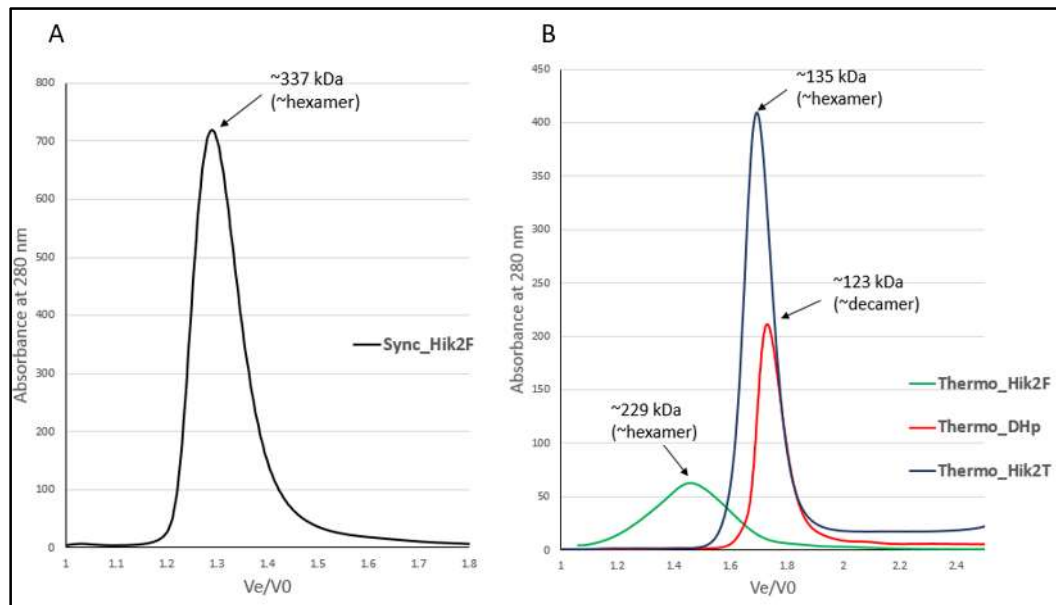 A
~337 kDa
(~hexamer)
800
700
600
500
400
300
200
100
0
Absorbance at 280 nm
1
1.1
1.2
1.3
1.4
1.5
1.6
1.7
1.8
Ve/V0
Sync_Hik2F
B
~135 kDa
(~hexamer)
~123 kDa
(~decamer)
~229 kDa
(~hexamer)
450
400
350
300
250
200
150
100
50
0
Absorbance at 280 nm
1
1.2
1.4
1.6
1.8
2
2.2
2.4
Ve/V0
Thermo_Hik2F
Thermo_DHp
Thermo_Hik2T